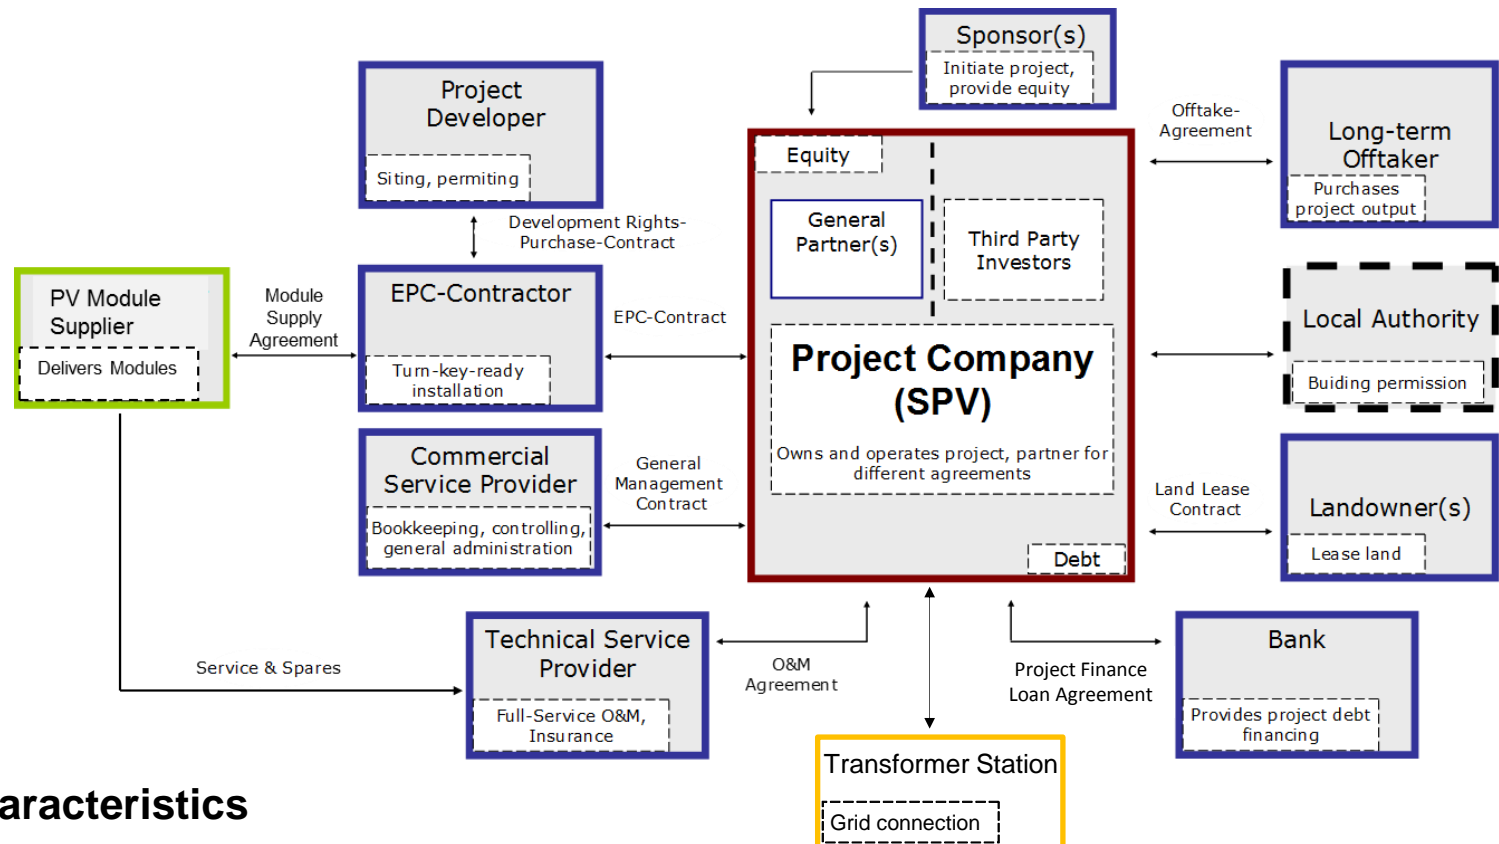 Sponsor(s)
Initiate project,
provide equity
Project
Developer
Siting, permiting
Development Rights-
Purchase-Contract
Offtake-
Agreement
Long-term
Offtaker
Purchases
project output
Equity
General
Partner(s)
Third Party
Investors
PV Module
Supplier
Delivers Modules
Module
Supply
Agreement
EPC-Contractor
Turn-key-ready
installation
EPC-Contract
Project Company
(SPV)
Owns and operates project, partner for
different agreements
Debt
Local Authority
Buiding permission
Commercial
Service Provider
Bookkeeping, controlling,
general administration
General
Management
Contract
Land Lease
Contract
Landowner(s)
Lease land
Service & Spares
Technical Service
Provider
Full-Service O&M,
Insurance
O&M
Agreement
Project Finance
Loan Agreement
Bank
Provides project debt
financing
Transformer Station
Grid connection
aracteristics